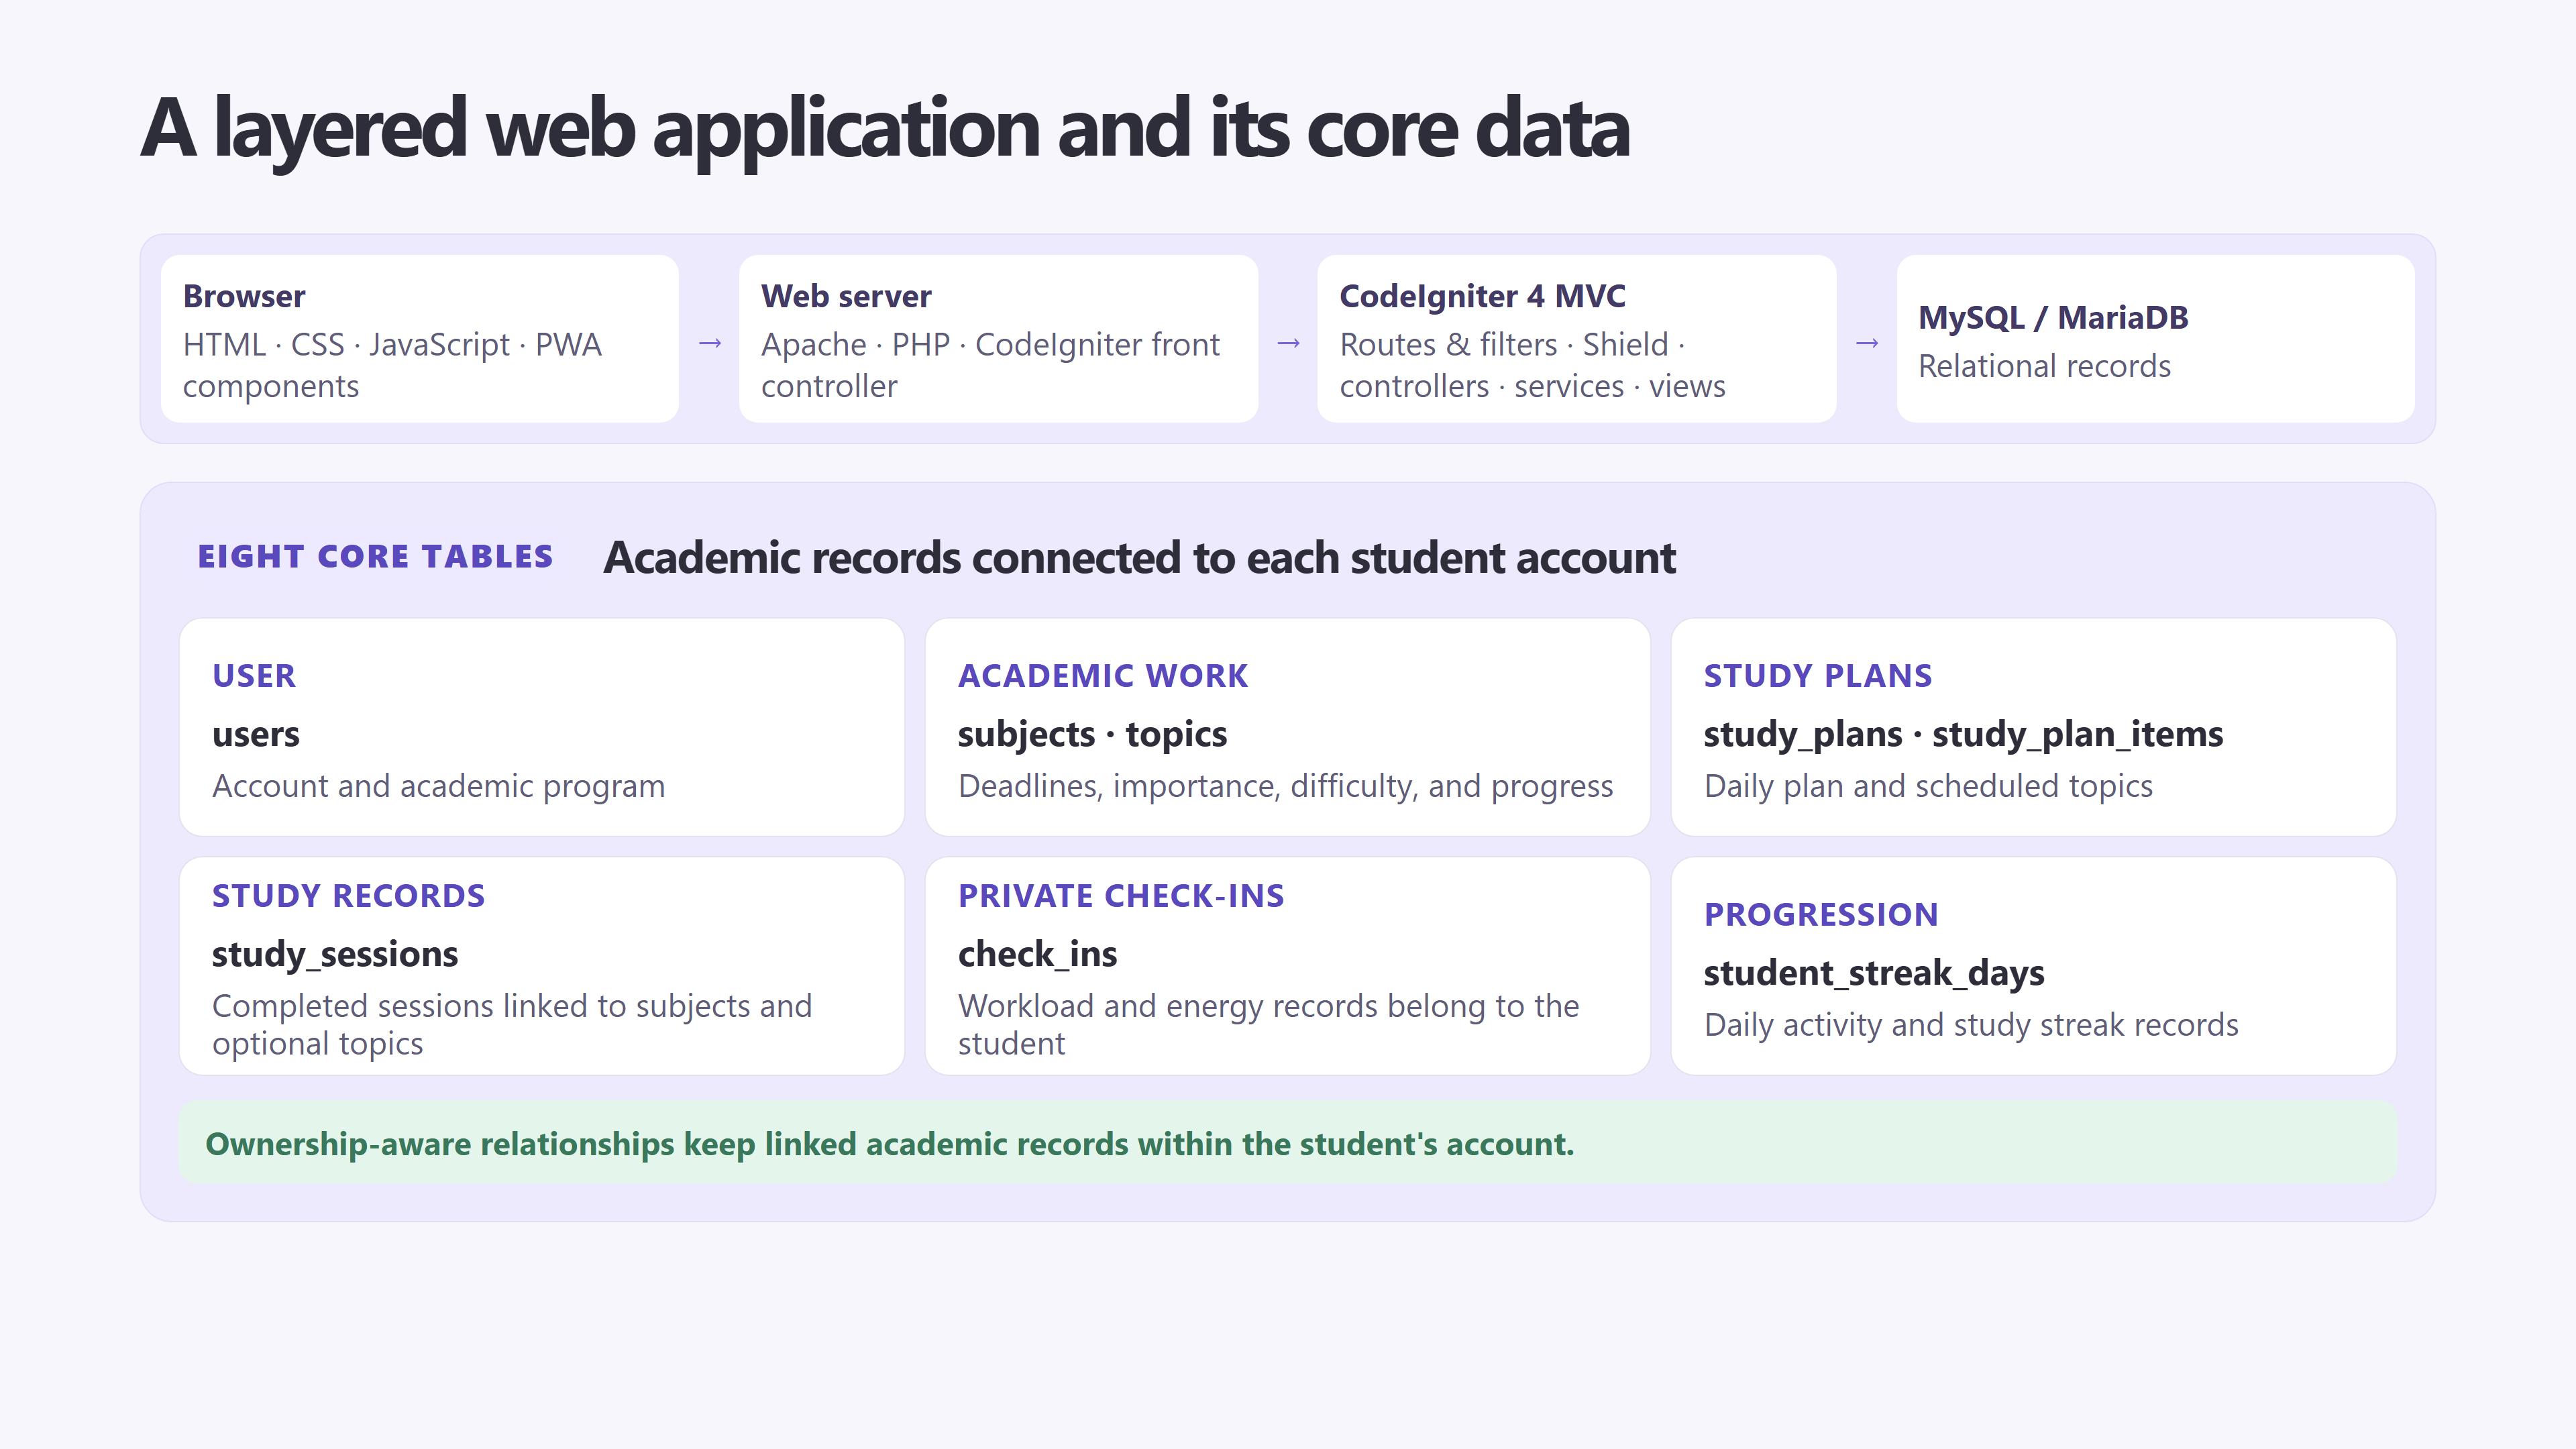 A layered web application and its core data
Browser
HTML · CSS · JavaScript · PWA
components
→
Web server
Apache · PHP · CodeIgniter front
controller
→
CodeIgniter 4 MVC
Routes & filters · Shield ·
controllers · services · views
→
MySQL / MariaDB
Relational records
EIGHT CORE TABLES
Academic records connected to each student account
USER
users
Account and academic program
ACADEMIC WORK
subjects · topics
Deadlines, importance, difficulty, and progress
STUDY PLANS
study_plans · study_plan_items
Daily plan and scheduled topics
STUDY RECORDS
study_sessions
Completed sessions linked to subjects and
optional topics
PRIVATE CHECK-INS
check_ins
Workload and energy records belong to the
student
PROGRESSION
student_streak_days
Daily activity and study streak records
Ownership-aware relationships keep linked academic records within the student's account.